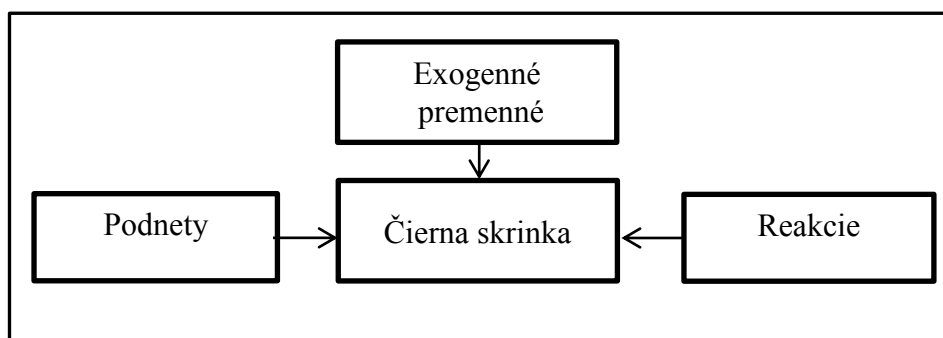 Exogenné
premenné
Podnety
Čierna skrinka
Reakcie